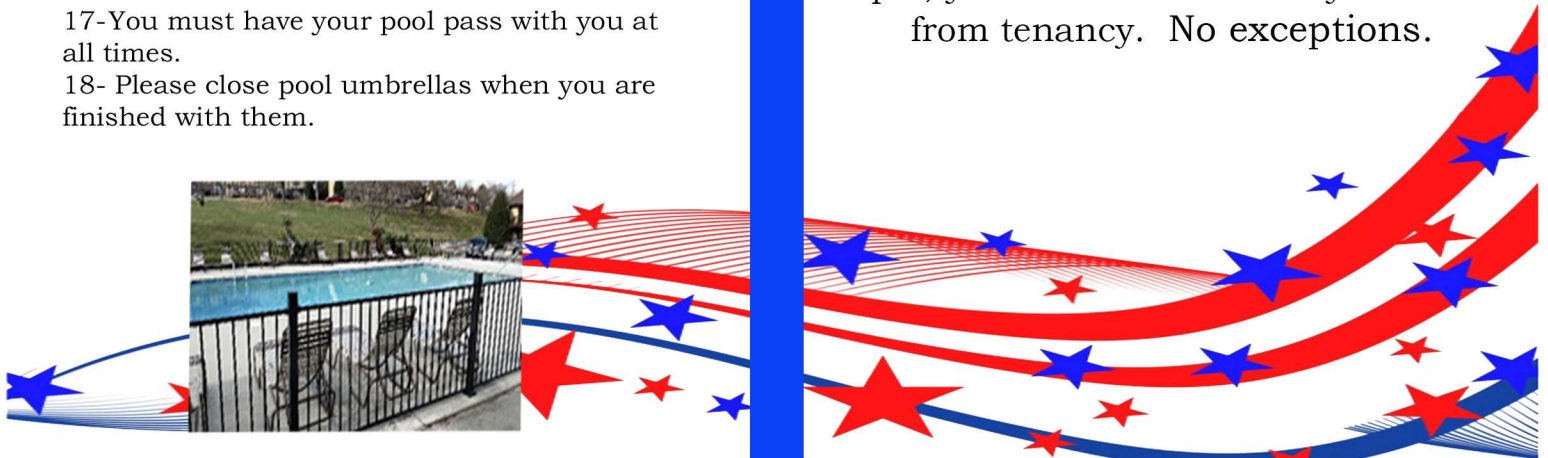 17-You must have your pool pass with you at
all times.
18- Please close pool umbrellas when you are
finished with them.
from tenancy.  No exceptions.